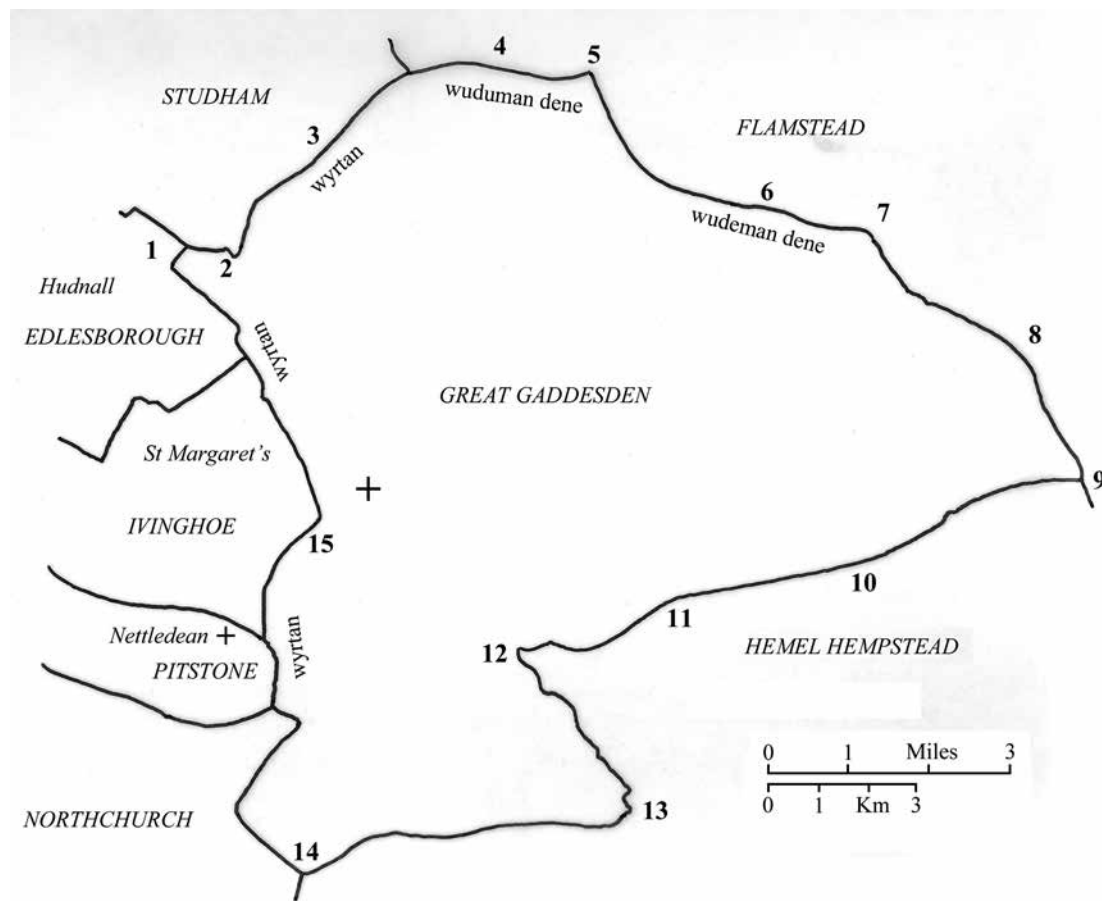 4
5
STUDHAM
wuduman dene
3
FLAMSTEAD
wyrtan
6
7
wudeman dene
1
2
Hudnall
EDLESBOROUGH
wyrtan
8
GREAT GADDESDEN
St Margaret's
9
IVINGHOE
15
10
11
Nettledean
wyrtan
12
HEMEL HEMPSTEAD
PITSTONE
0 1 Miles 3
0 1 Km 3
NORTHCHURCH
13
14